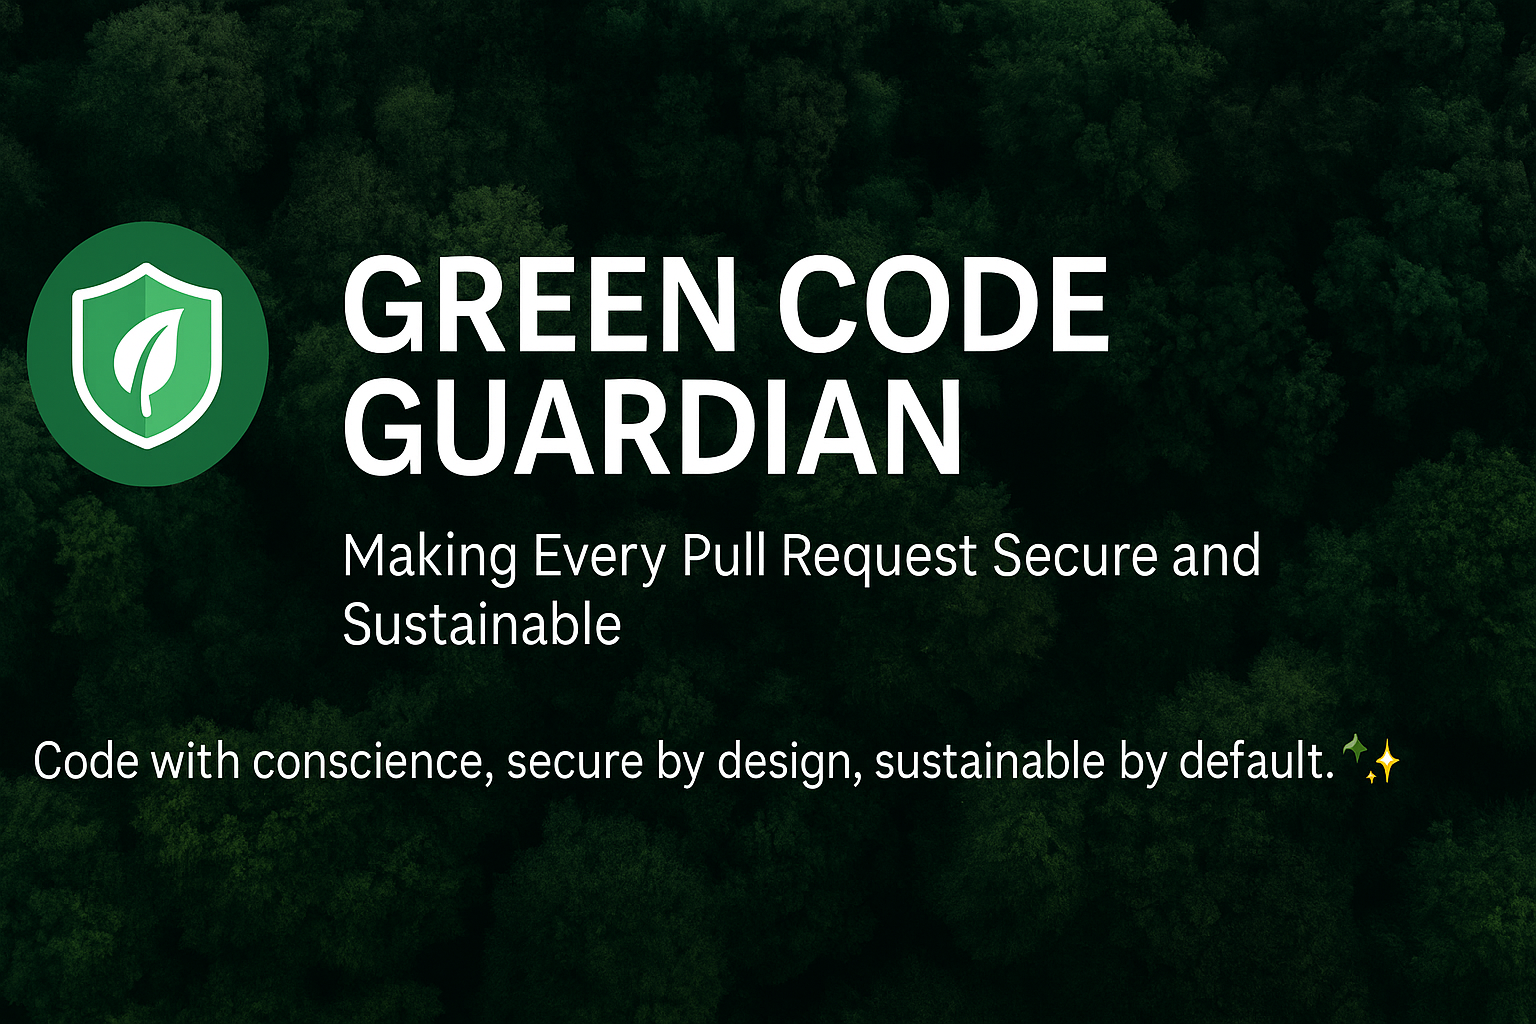 GREEN CODE
GUARDIAN
Making Every Pull Request Secure and
Sustainable
Code with conscience, secure by design, sustainable by default.